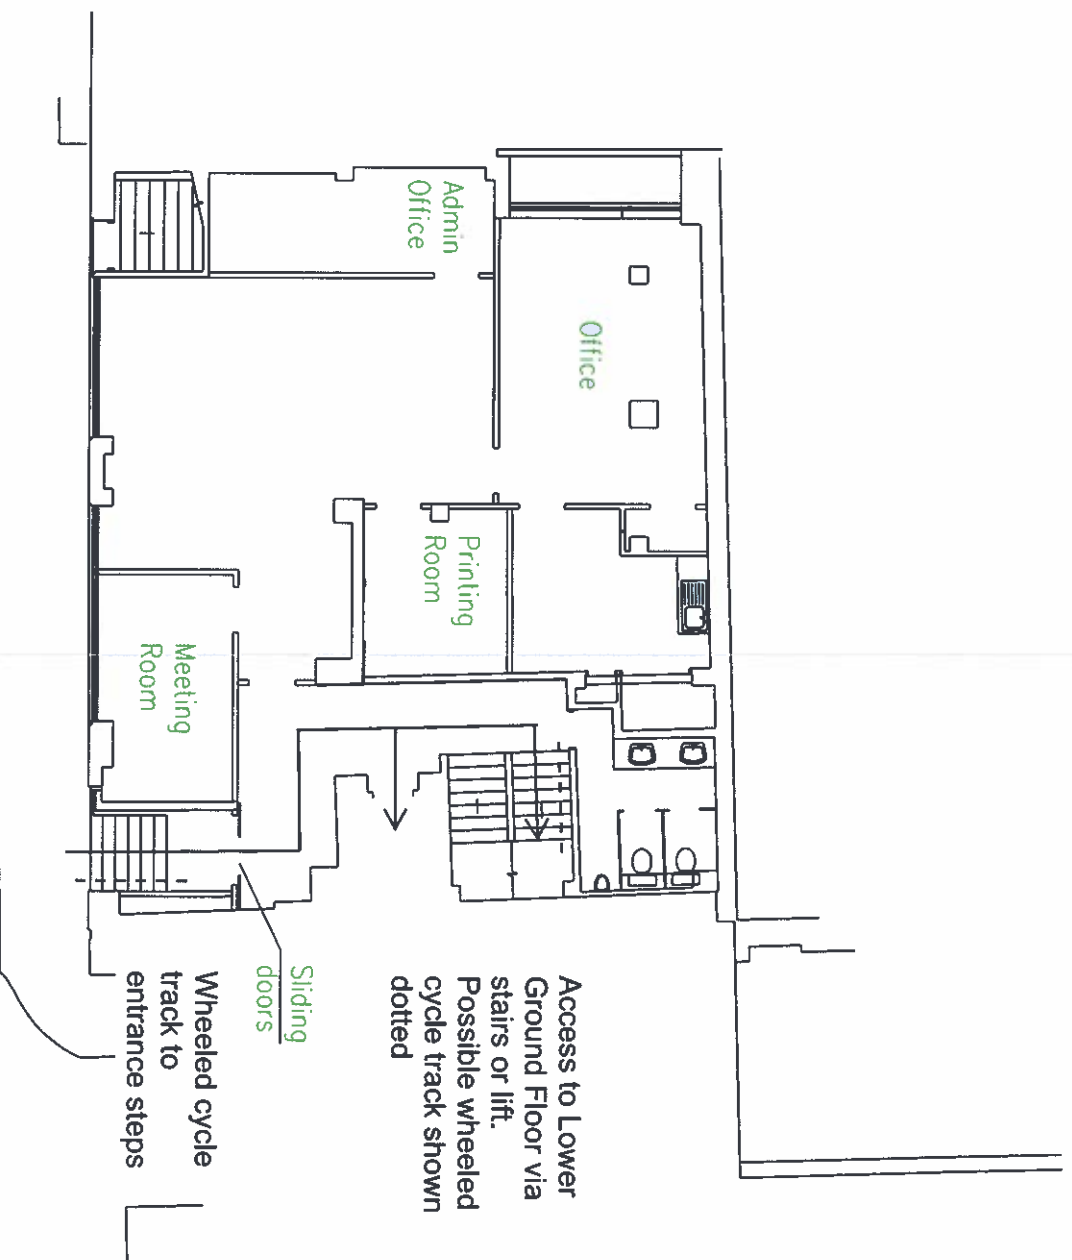 Admin
Office
Office
Printing
Room
Meeting
Room
Sliding
doors
Access to Lower
Ground Floor via
stairs or lift.
Possible wheeled
cycle track shown
dotted
Wheeled cycle
track to
entrance steps